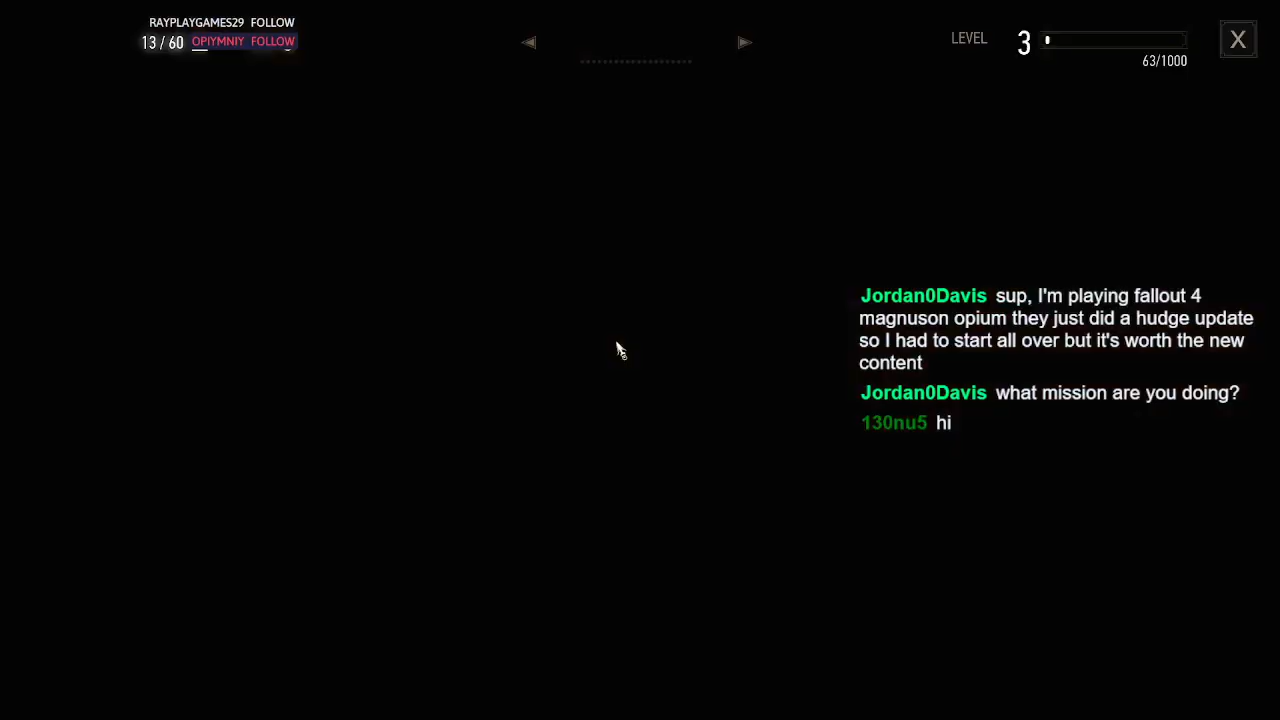 RAYPLAYGAMES29 FOLLOW
13 / 60 OPIYMNIY FOLLOW
LEVEL 3
63/1000
X
Jordan0Davis sup, I'm playing fallout 4
magnuson opium they just did a hudge update
so I had to start all over but it's worth the new
content
Jordan0Davis what mission are you doing?
130nu5 hi